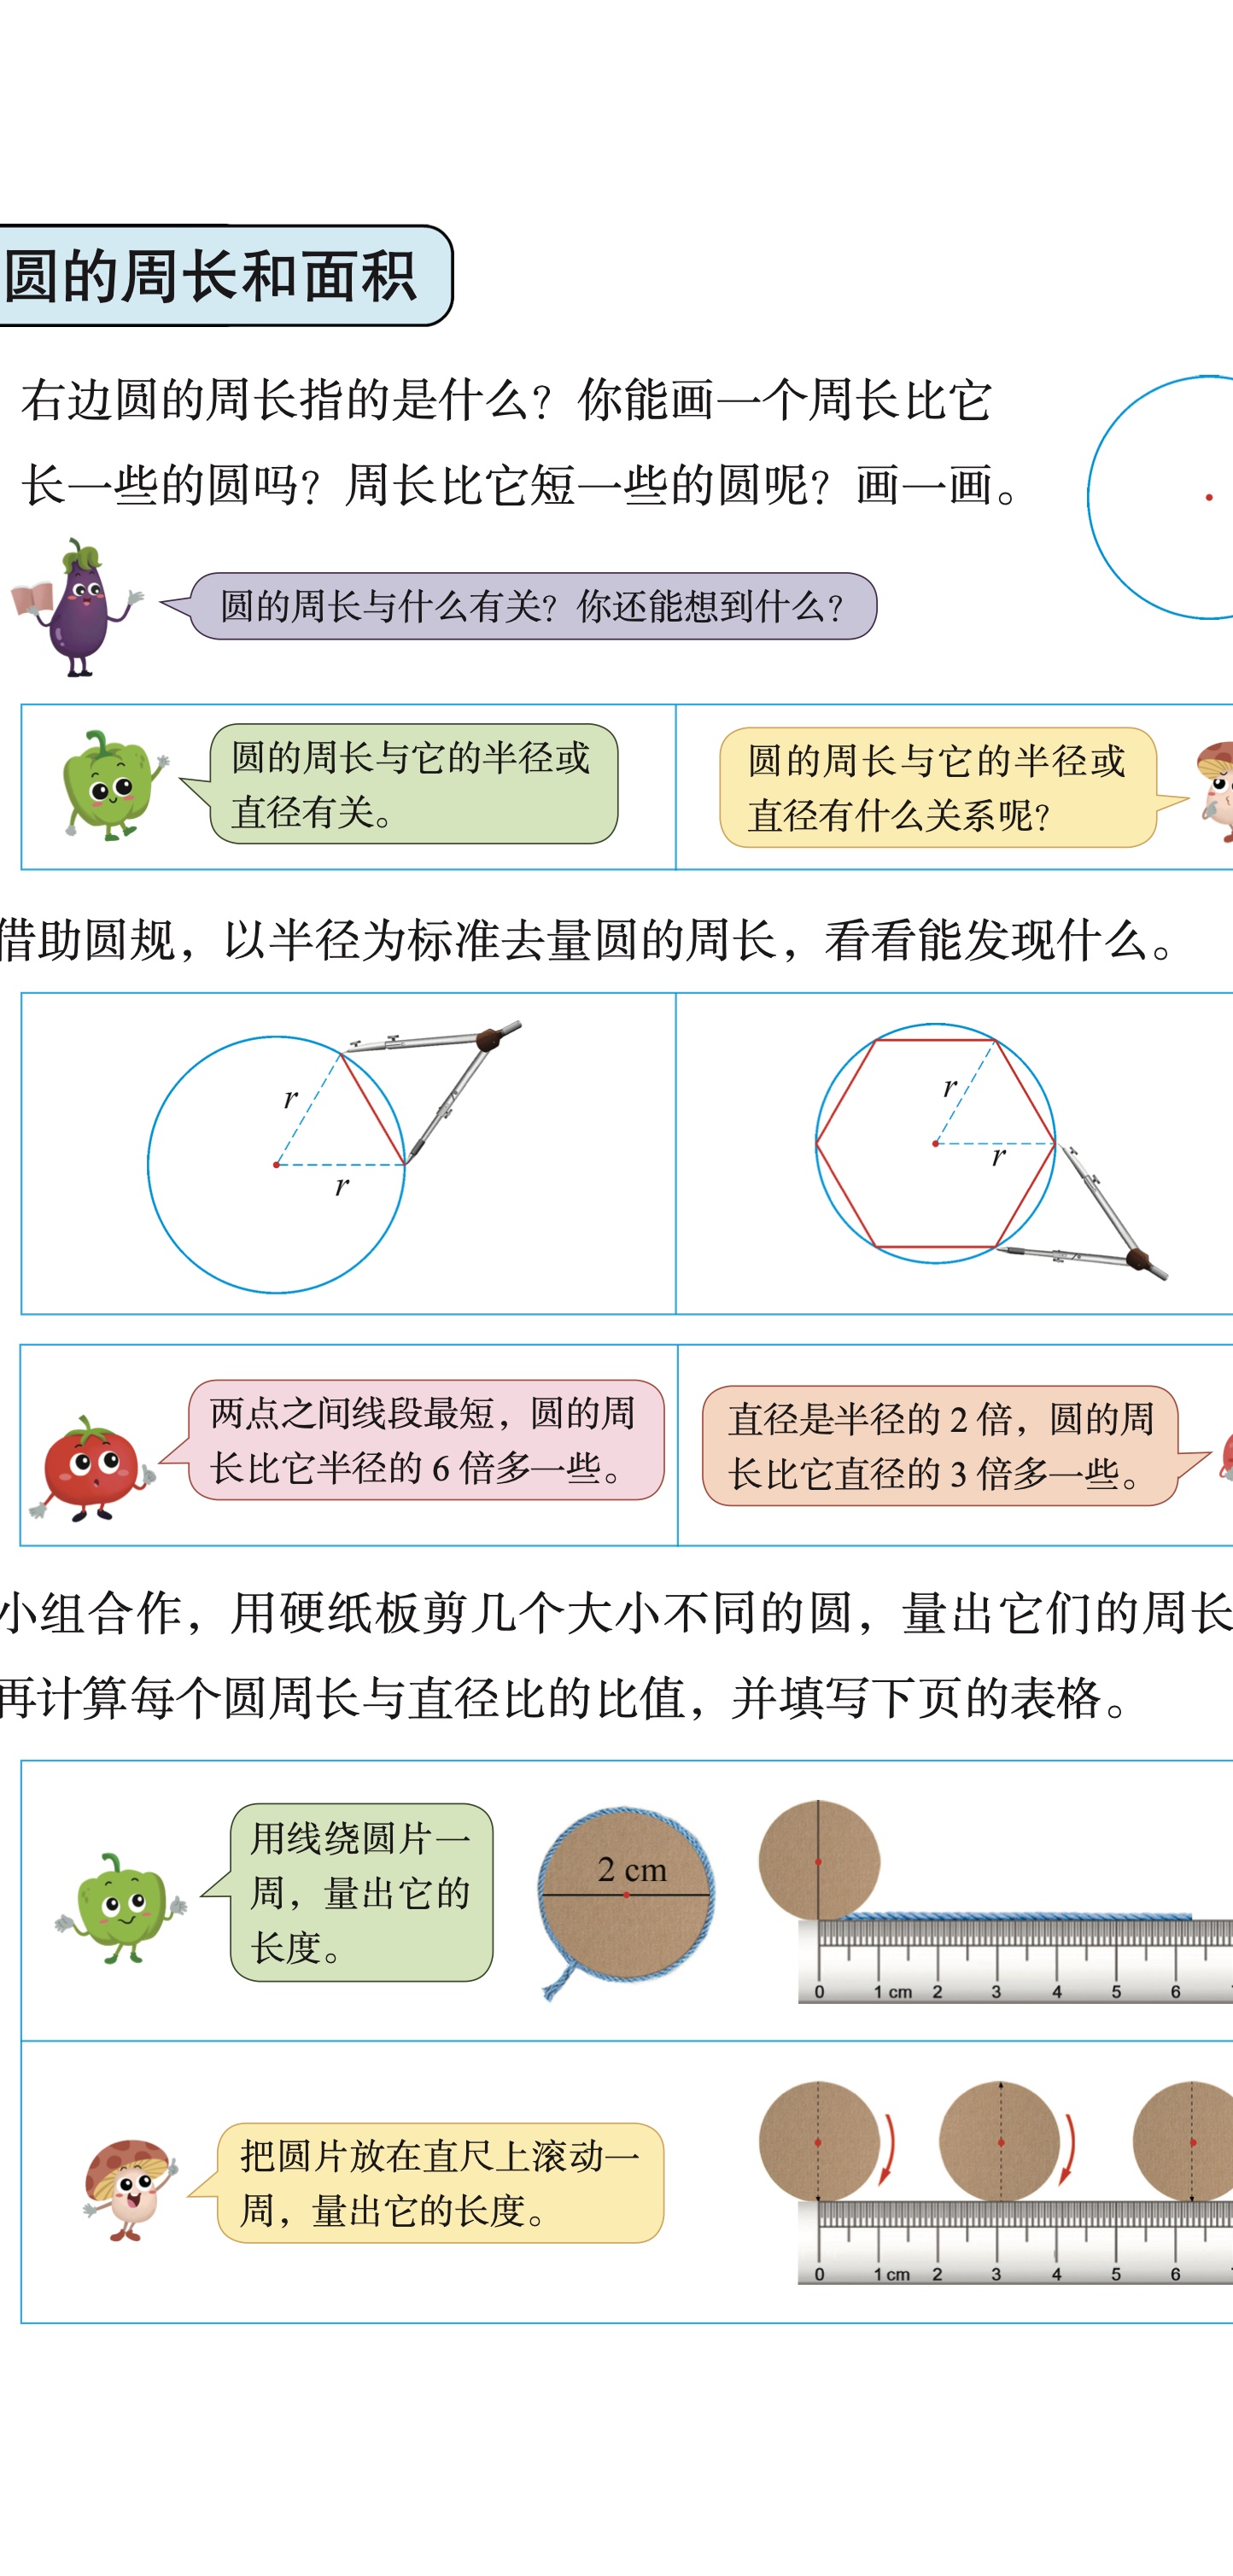 圆的周长和面积
右边圆的周长指的是什么？你能画一个周长比它
长一些的圆吗？周长比它短一些的圆呢？画一画。
圆的周长与什么有关？你还能想到什么？
圆的周长与它的半径或
直径有关。
圆的周长与它的半径或
直径有什么关系呢？
借助圆规，以半径为标准去量圆的周长，看看能发现什么。
r
r
r
r
两点之间线段最短，圆的周
长比它半径的 6 倍多一些。
直径是半径的 2 倍，圆的周
长比它直径的 3 倍多一些。
小组合作，用硬纸板剪几个大小不同的圆，量出它们的周长
再计算每个圆周长与直径比的比值，并填写下页的表格。
用线绕圆片一
周，量出它的
长度。
2 cm
0 1 cm 2 3 4 5 6
把圆片放在直尺上滚动一
周，量出它的长度。
0 1 cm 2 3 4 5 6